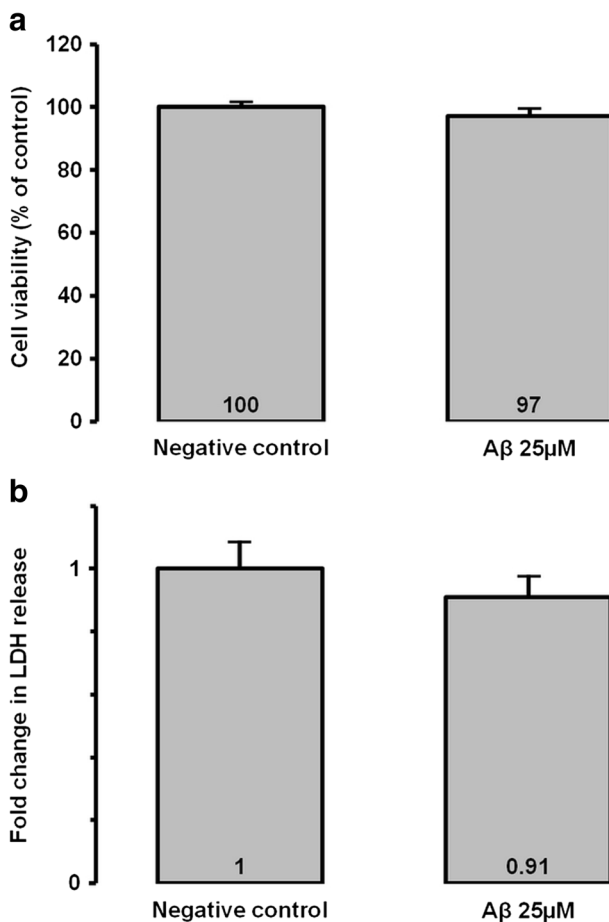 a
Cell viability (% of control)
120
100
80
60
40
20
0
100
97
Negative control
Aβ 25µM
b
Fold change in LDH release
1
0
1
0.91
Negative control
Aβ 25µM